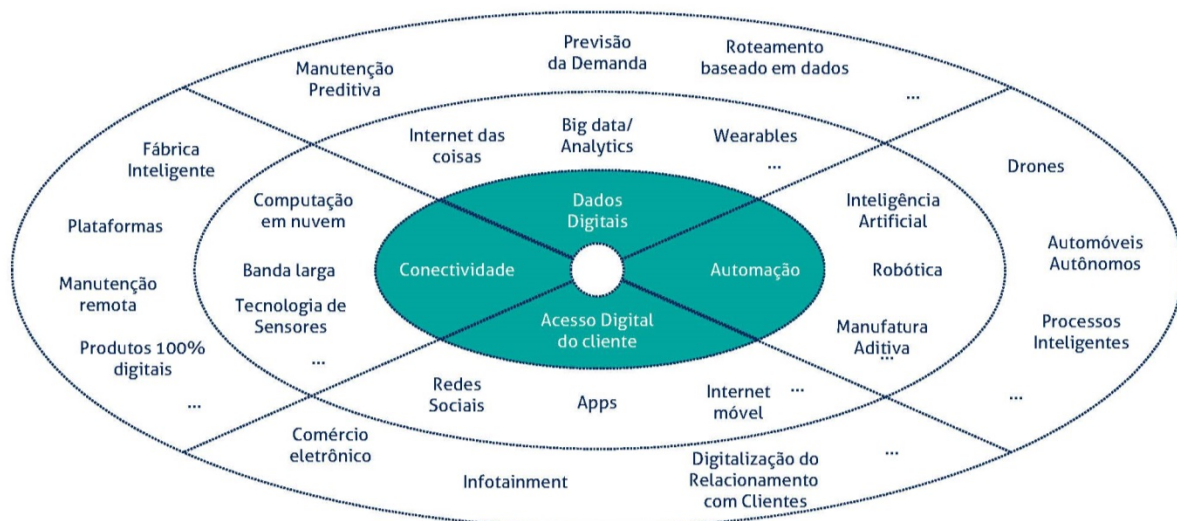 Previsão
da Demanda
Roteamento
baseado em dados
Manutenção
Preditiva
...
Internet das
coisas
Big data/
Analytics
Wearables
...
Fábrica
Inteligente
Drones
Computação
em nuvem
Dados
Digitais
Inteligência
Artificial
Plataformas
Automóveis
Autônomos
Banda larga
Conectividade
Automação
Robótica
Manutenção
remota
Tecnologia de
Sensores
Acesso Digital
do cliente
Manufatura
Aditiva
...
Processos
Inteligentes
Produtos 100%
digitais
...
...
...
Redes
Sociais
Apps
Internet
móvel
...
Comércio
eletrônico
Infotainment
Digitalização do
Relacionamento
com Clientes
...